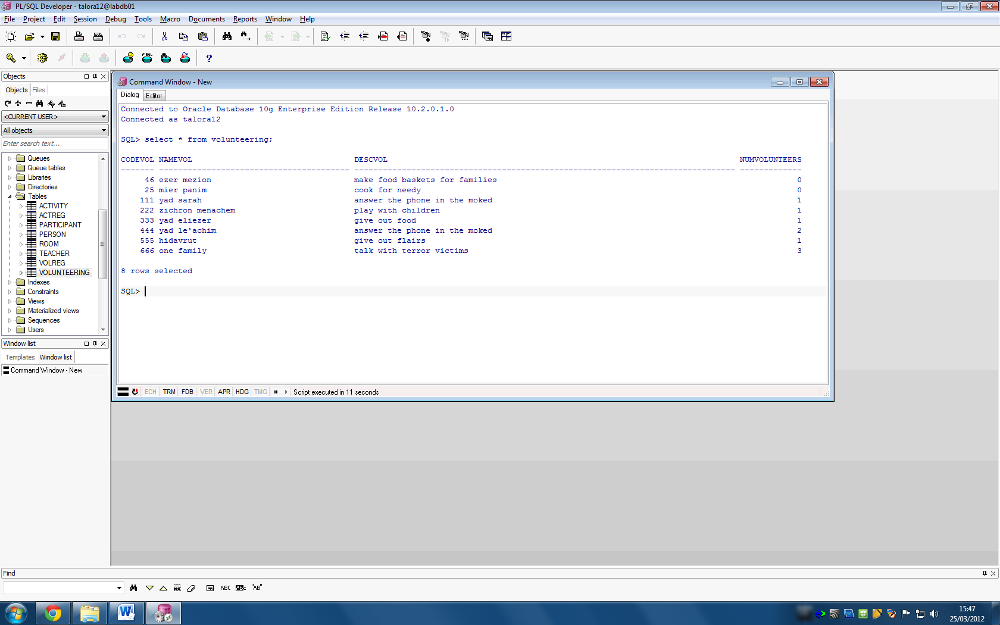 PL/SQL Developer - talora12@labdb01
File Project Edit Session Debug Tools Macro Documents Reports Window Help
SQL
?
Objects
Objects Files
<CURRENT USER>
All objects
Enter search text...
Queues
Queue tables
Libraries
Directories
Tables
ACTIVITY
ACTREG
PARTICIPANT
PERSON
ROOM
TEACHER
VOLREG
VOLUNTEERING
Indexes
Constraints
Views
Materialized views
Sequences
Users
Window list
Templates Window list
Command Window - New
Command Window - New
Dialog Editor
Connected to Oracle Database 10g Enterprise Edition Release 10.2.0.1.0
Connected as talora12
SQL> select * from volunteering;
CODEVOL NAMEVOL DESCVOL NUMVOLUNTEERS
46 ezer mezion make food baskets for families 0
25 mier panim cook for needy 0
111 yad sarah answer the phone in the moked 1
222 zichron menachem play with children 1
333 yad eliezer give out food 1
444 yad le'achim answer the phone in the moked 2
555 hidavrut give out flairs 1
666 one family talk with terror victims 3
8 rows selected
SQL>
ECH TRM FDB VER APR HDG TMG Script executed in 11 seconds
Find
ABC "AB"
15:47
25/03/2012